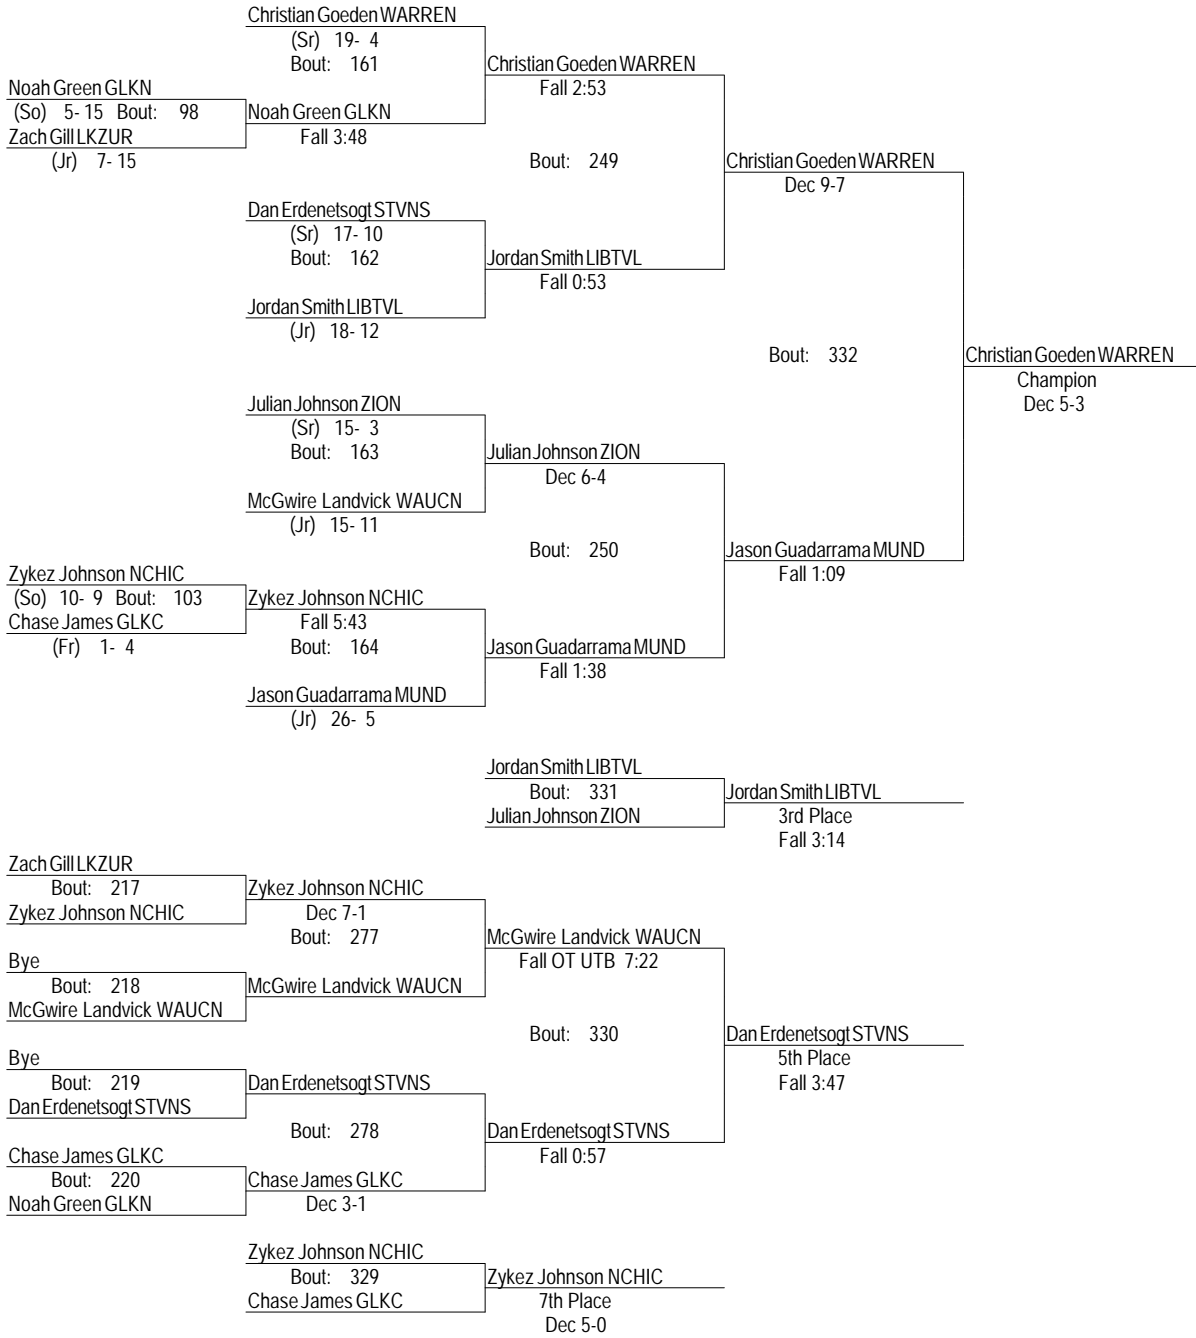 Christian Goeden WARREN
(Sr) 19- 4
Bout: 161
Christian Goeden WARREN
Fall 2:53
Noah Green GLKN
(So) 5- 15 Bout: 98
Noah Green GLKN
Zach Gill LKZUR
Fall 3:48
(Jr) 7- 15
Bout: 249
Christian Goeden WARREN
Dec 9-7
Dan Erdenetsogt STVNS
(Sr) 17- 10
Bout: 162
Jordan Smith LIBTVL
Fall 0:53
Jordan Smith LIBTVL
(Jr) 18- 12
Bout: 332
Christian Goeden WARREN
Champion
Dec 5-3
Julian Johnson ZION
(Sr) 15- 3
Bout: 163
Julian Johnson ZION
Dec 6-4
McGwire Landvick WAUCN
(Jr) 15- 11
Bout: 250
Jason Guadarrama MUND
Fall 1:09
Zykez Johnson NCHIC
(So) 10- 9 Bout: 103
Zykez Johnson NCHIC
Chase James GLKC
Fall 5:43
(Fr) 1- 4
Bout: 164
Jason Guadarrama MUND
Fall 1:38
Jason Guadarrama MUND
(Jr) 26- 5
Jordan Smith LIBTVL
Bout: 331
Jordan Smith LIBTVL
Julian Johnson ZION
3rd Place
Fall 3:14
Zach Gill LKZUR
Bout: 217
Zykez Johnson NCHIC
Zykez Johnson NCHIC
Dec 7-1
Bout: 277
McGwire Landvick WAUCN
Fall OT UTB 7:22
Bye
Bout: 218
McGwire Landvick WAUCN
McGwire Landvick WAUCN
Bout: 330
Dan Erdenetsogt STVNS
5th Place
Fall 3:47
Bye
Bout: 219
Dan Erdenetsogt STVNS
Dan Erdenetsogt STVNS
Bout: 278
Dan Erdenetsogt STVNS
Fall 0:57
Chase James GLKC
Bout: 220
Chase James GLKC
Noah Green GLKN
Dec 3-1
Zykez Johnson NCHIC
Bout: 329
Zykez Johnson NCHIC
Chase James GLKC
7th Place
Dec 5-0